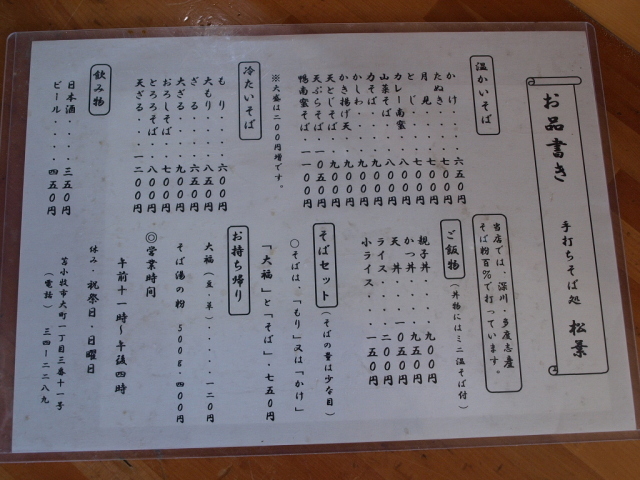 お品書き
手打ちそば処 松葉
当店では、深川・多度志産
そば粉百%で打っています。
温かいそば
かけ・・・・六五〇円
たぬき・・・七〇〇円
月見・・・・七〇〇円
とじ・・・・七〇〇円
カレー南蛮・八〇〇円
山菜そば・・八〇〇円
力そば・・・九〇〇円
かしわ・・・九〇〇円
かき揚げ天・九〇〇円
天とじそば・九〇〇円
天ぷらそば・一〇五〇円
鴨南蛮そば・一一〇〇円
※大盛は二〇〇円増です。
冷たいそば
もり・・・・六〇〇円
大もり・・・八〇〇円
ざる・・・・六五〇円
大ざる・・・八五〇円
おろしそば・七〇〇円
とろろそば・八〇〇円
天ざる・・・一二〇〇円
飲み物
日本酒・・・・三五〇円
ビール・・・・四五〇円
ご飯物(丼物にはミニ温そば付)
親子丼・・・九〇〇円
かつ丼・・・九五〇円
天丼・・・一〇五〇円
ライス・・・二〇〇円
小ライス・・・一五〇円
そばセット(そばの量は少な目)
〇そばは、「もり」又は「かけ」
「大福」と「そば」・七五〇円
お持ち帰り
大福(豆・草)・・・・・一二〇円
そば湯の粉 500g・四〇〇円
◎営業時間
午前十一時~午後四時
休み・祝祭日・日曜日
苫小牧市大町一丁目三番十一号
(電話) 三四ー二二八九